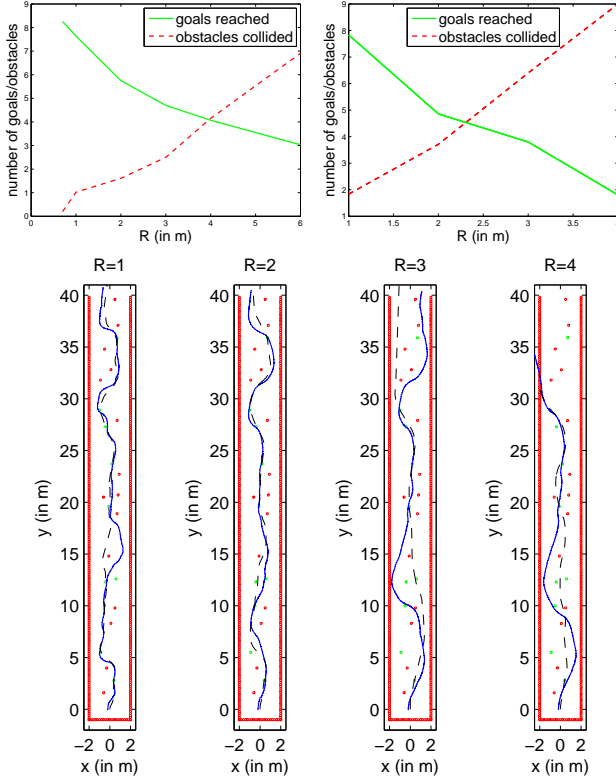 number of goals/obstacles
9
8
7
6
5
4
3
2
1
0
0 1 2 3 4 5 6
R (in m)
goals reached
obstacles collided
number of goals/obstacles
9
8
7
6
5
4
3
2
1
1 1.5 2 2.5 3 3.5 4
R (in m)
goals reached
obstacles collided
R=1
y (in m)
40
35
30
25
20
15
10
5
0
−2 0 2
x (in m)
R=2
y (in m)
40
35
30
25
20
15
10
5
0
−2 0 2
x (in m)
R=3
y (in m)
40
35
30
25
20
15
10
5
0
−2 0 2
x (in m)
R=4
y (in m)
40
35
30
25
20
15
10
5
0
−2 0 2
x (in m)